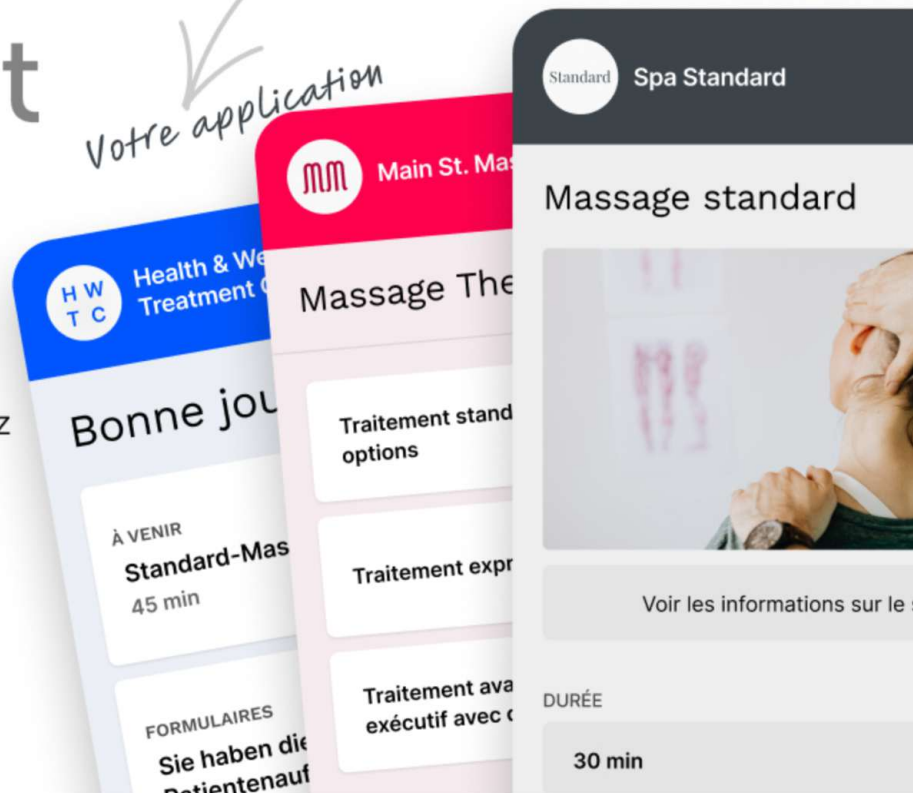 t
Votre application
z
H W
T C
Health & We
Treatment
Bonne jou
À VENIR
Standard-Mas
45 min
FORMULAIRES
Sie haben die
Patientenauf
Main St. Mas
Massage The
Traitement stand
options
Traitement expr
Traitement ava
exécutif avec
Standard
Spa Standard
Massage standard
Voir les informations sur le s
DURÉE
30 min